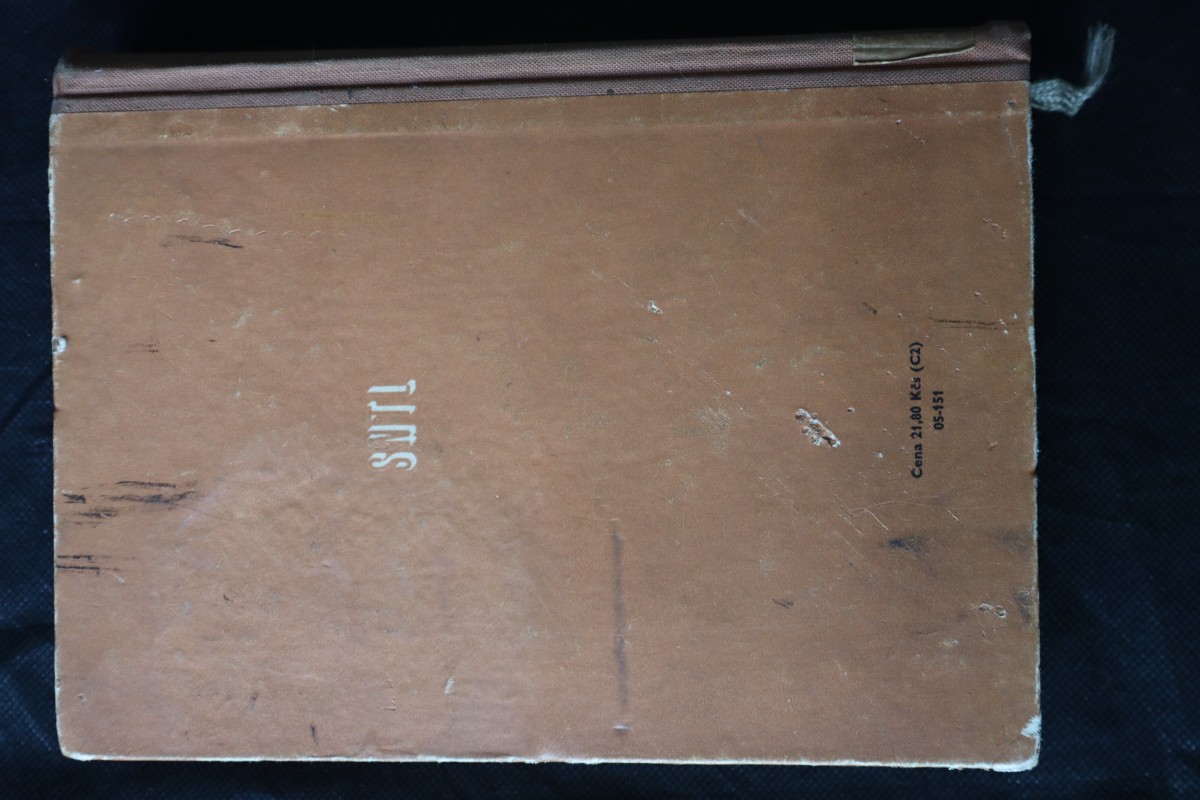 SNTL
Cena 21,80 Kčs (C2)
05-151